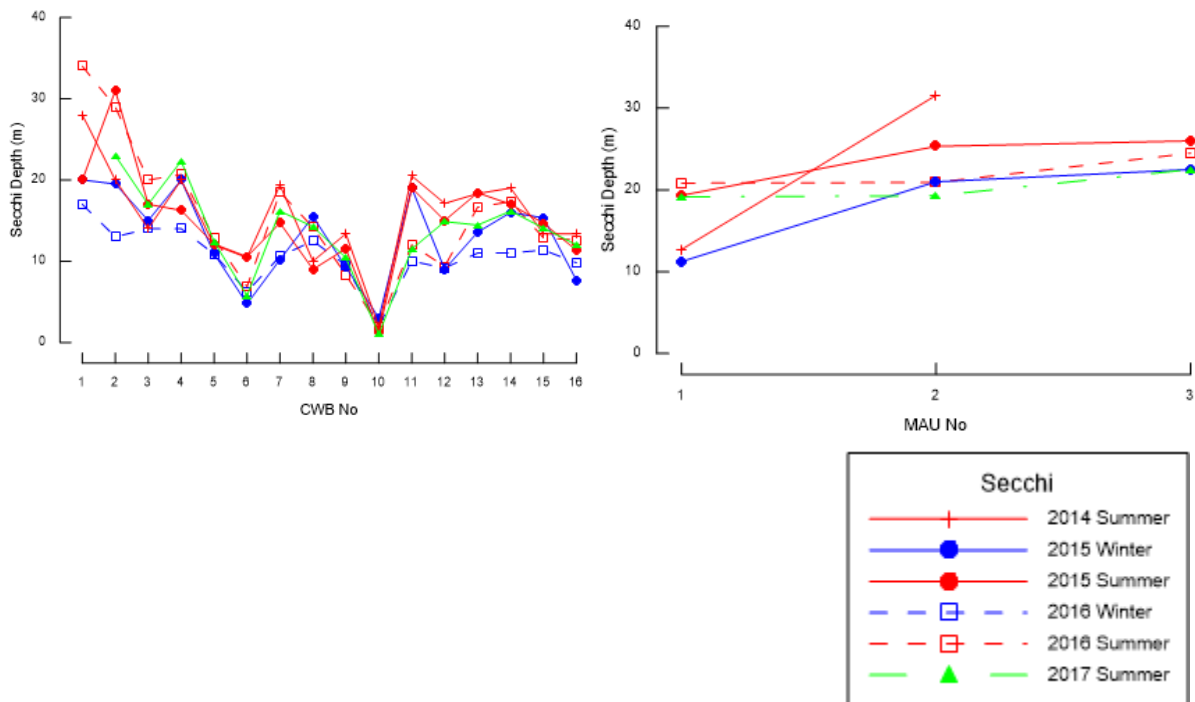 40
30
20
10
0
Secchi Depth (m)
1 2 3 4 5 6 7 8 9 10 11 12 13 14 15 16
CWB No
40
30
20
10
0
Secchi Depth (m)
1 2 3
MAU No
Secchi
2014 Summer
2015 Winter
2015 Summer
2016 Winter
2016 Summer
2017 Summer